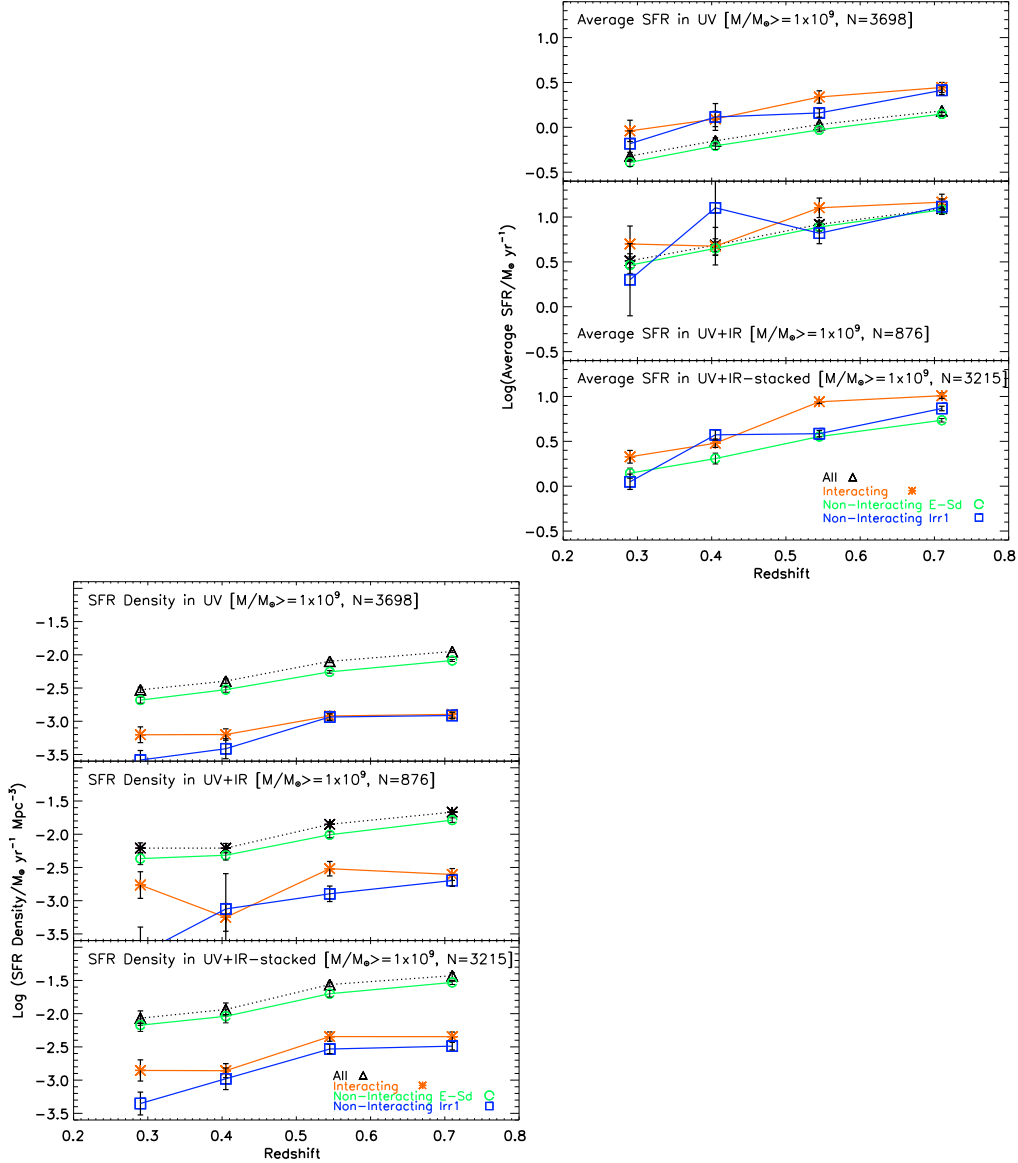 Average SFR in UV [M/M⊙>=1x10⁹, N=3698]
1.0
0.5
0.0
−0.5
Average SFR in UV+IR [M/M⊙>=1x10⁹, N=876]
1.0
0.5
0.0
−0.5
Average SFR in UV+IR−stacked [M/M⊙>=1x10⁹, N=3215]
1.0
0.5
0.0
−0.5
All
Interacting
Non−Interacting E−Sd
Non−Interacting Irr1
0.2 0.3 0.4 0.5 0.6 0.7 0.8
Redshift
Log(Average SFR/M⊙ yr⁻¹)
SFR Density in UV [M/M⊙>=1x10⁹, N=3698]
−1.5
−2.0
−2.5
−3.0
−3.5
SFR Density in UV+IR [M/M⊙>=1x10⁹, N=876]
−1.5
−2.0
−2.5
−3.0
−3.5
SFR Density in UV+IR−stacked [M/M⊙>=1x10⁹, N=3215]
−1.5
−2.0
−2.5
−3.0
−3.5
All
Interacting
Non−Interacting E−Sd
Non−Interacting Irr1
0.2 0.3 0.4 0.5 0.6 0.7 0.8
Redshift
Log (SFR Density/M⊙ yr⁻¹ Mpc⁻³)